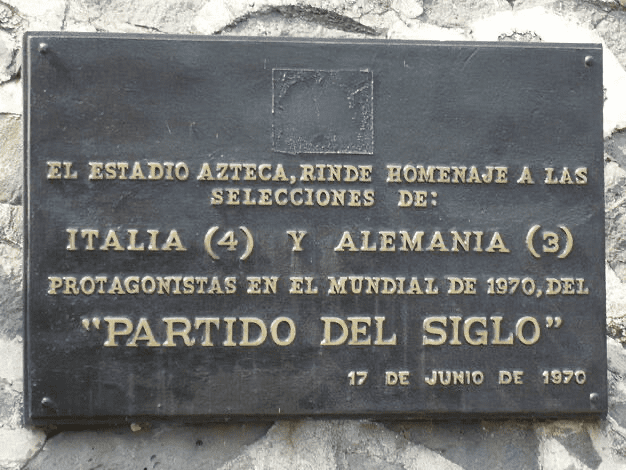 EL ESTADIO AZTECA, RINDE HOMENAJE A LAS
SELECCIONES DE:
ITALIA (4) Y ALEMANIA (3)
PROTAGONISTAS EN EL MUNDIAL DE 1970, DEL
"PARTIDO DEL SIGLO"
17 DE JUNIO DE 1970